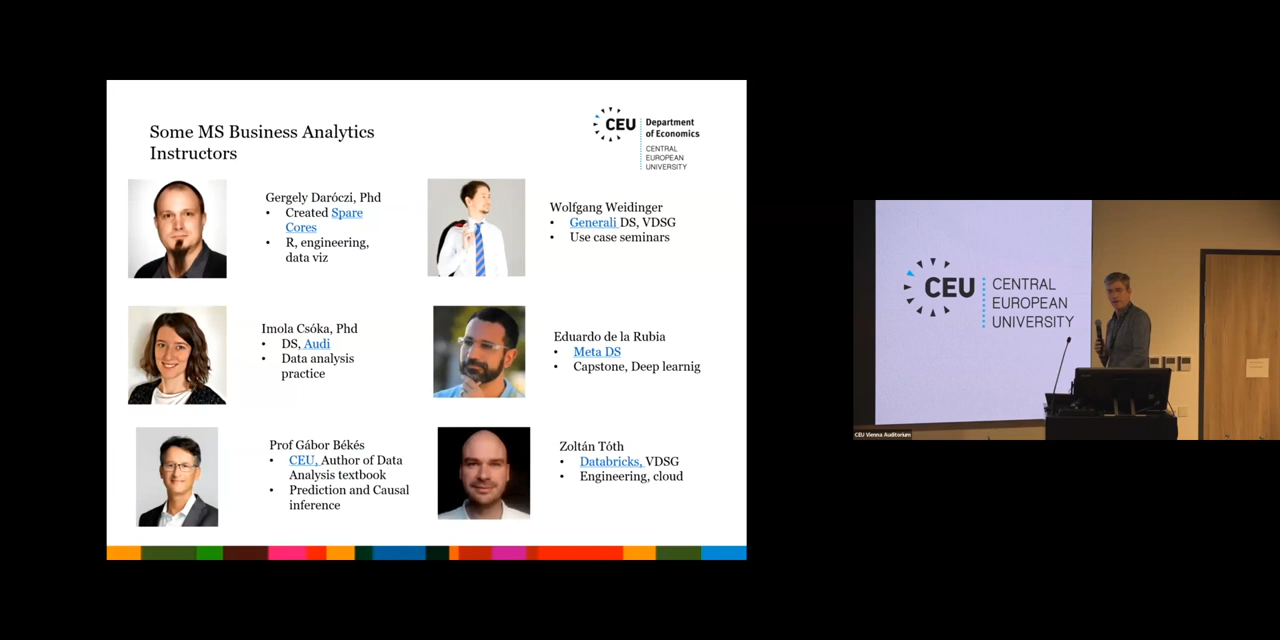 Some MS Business Analytics
Instructors
CEU
Department
of Economics
CENTRAL
EUROPEAN
UNIVERSITY
Gergely Daróczi, Phd
• Created Spare
Cores
• R, engineering,
data viz
Wolfgang Weidinger
• Generali DS, VDSG
• Use case seminars
Imola Csóka, Phd
• DS, Audi
• Data analysis
practice
Eduardo de la Rubia
• Meta DS
• Capstone, Deep learnig
Prof Gábor Békés
• CEU, Author of Data
Analysis textbook
• Prediction and Causal
inference
Zoltán Tóth
• Databricks, VDSG
• Engineering, cloud
CEU
CENTRAL
EUROPEAN
UNIVERSITY
CEU Vienna Auditorium